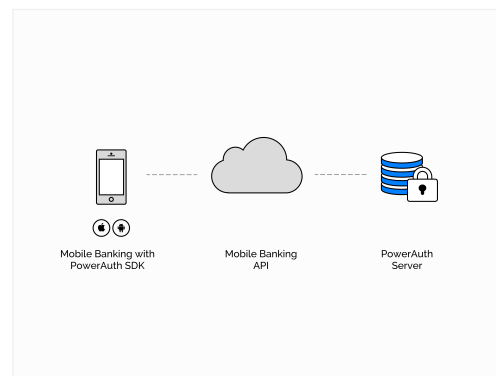 Mobile Banking with
PowerAuth SDK
Mobile Banking
API
PowerAuth
Server